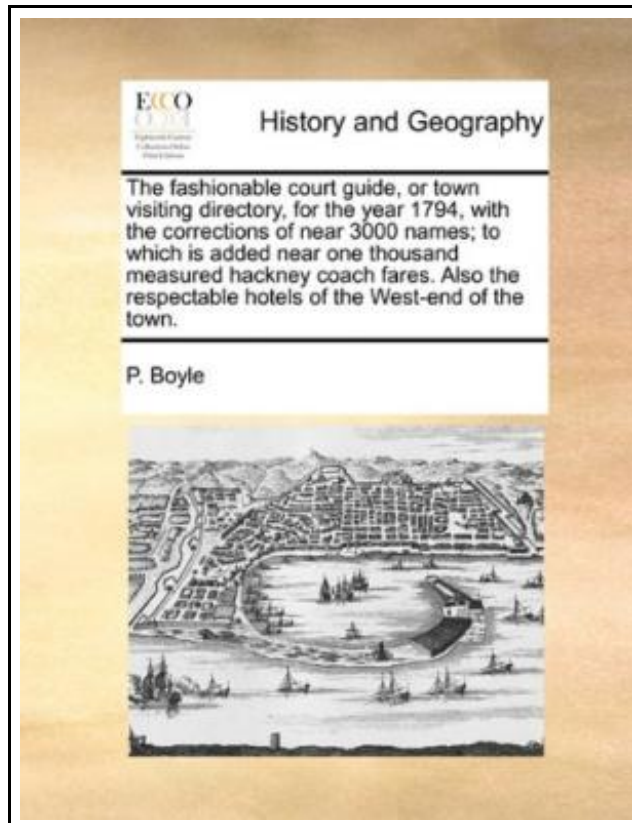 ECCO
History and Geography
The fashionable court guide, or town
visiting directory, for the year 1794, with
the corrections of near 3000 names; to
which is added near one thousand
measured hackney coach fares. Also the
respectable hotels of the West-end of the
town.
P. Boyle